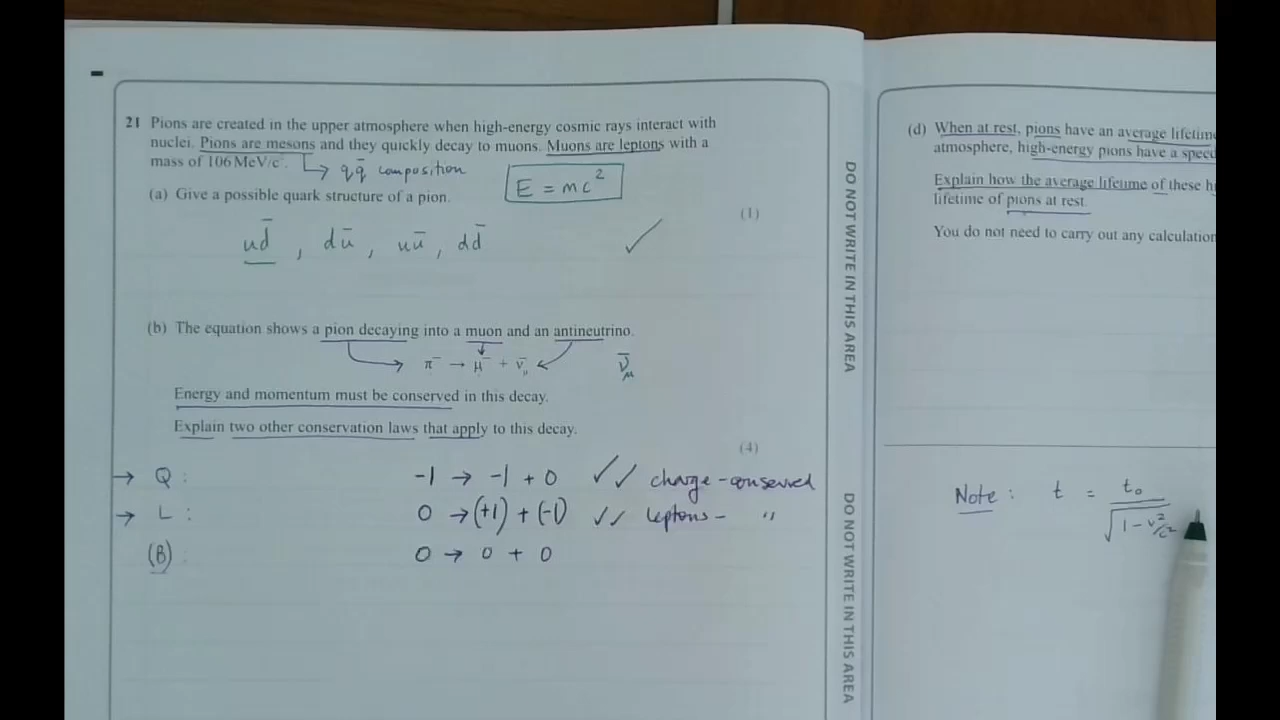 21 Pions are created in the upper atmosphere when high-energy cosmic rays interact with
nuclei. Pions are mesons and they quickly decay to muons. Muons are leptons with a
mass of 106 MeV/c².
qq̄ composition
E = mc²
(a) Give a possible quark structure of a pion.
(1)
ud̄ , dū , uū , dd̄ ✓
(b) The equation shows a pion decaying into a muon and an antineutrino.
π⁻ → μ⁻ + ν̄μ
ν̄μ
Energy and momentum must be conserved in this decay.
Explain two other conservation laws that apply to this decay.
(4)
→ Q : -1 → -1 + 0 ✓✓ charge - conserved
→ L : 0 → (+1) + (-1) ✓✓ leptons - "
(B) : 0 → 0 + 0
DO NOT WRITE IN THIS AREA
DO NOT WRITE IN THIS AREA
(d) When at rest, pions have an average lifetime
atmosphere, high-energy pions have a speed
Explain how the average lifetime of these
lifetime of pions at rest.
You do not need to carry out any calculation
Note : t = t₀ / √(1 - v²/c²)